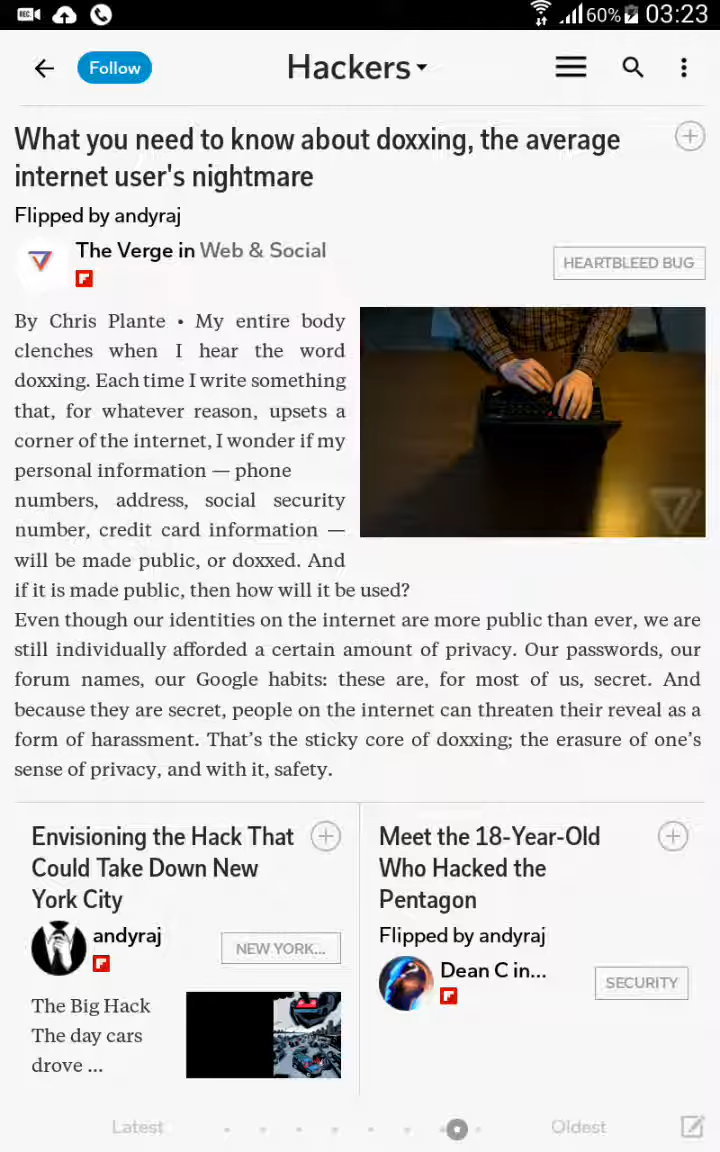 REC. 60% 03:23
Follow
Hackers
What you need to know about doxxing, the average
internet user's nightmare
Flipped by andyraj
The Verge in Web & Social
HEARTBLEED BUG
By Chris Plante • My entire body
clenches when I hear the word
doxxing. Each time I write something
that, for whatever reason, upsets a
corner of the internet, I wonder if my
personal information — phone
numbers, address, social security
number, credit card information —
will be made public, or doxxed. And
if it is made public, then how will it be used?
Even though our identities on the internet are more public than ever, we are
still individually afforded a certain amount of privacy. Our passwords, our
forum names, our Google habits: these are, for most of us, secret. And
because they are secret, people on the internet can threaten their reveal as a
form of harassment. That’s the sticky core of doxxing; the erasure of one’s
sense of privacy, and with it, safety.
Envisioning the Hack That
Could Take Down New
York City
andyraj
NEW YORK...
The Big Hack
The day cars
drove ...
Meet the 18-Year-Old
Who Hacked the
Pentagon
Flipped by andyraj
Dean C in...
SECURITY
Latest
Oldest